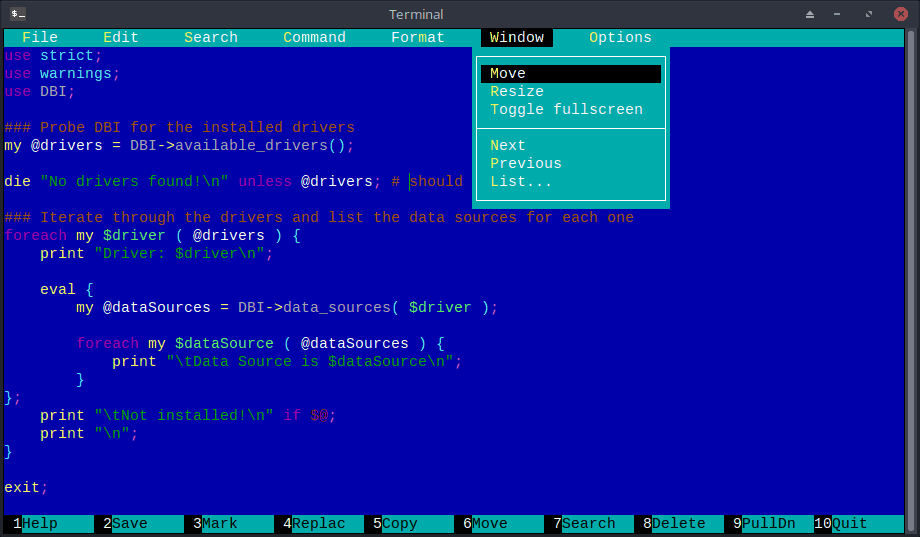 Terminal
File Edit Search Command Format Window Options
use strict;
use warnings;
use DBI;
Move
Resize
Toggle fullscreen
Next
Previous
List...
### Probe DBI for the installed drivers
my @drivers = DBI->available_drivers();
die "No drivers found!\n" unless @drivers; # should
### Iterate through the drivers and list the data sources for each one
foreach my $driver ( @drivers ) {
    print "Driver: $driver\n";
    eval {
        my @dataSources = DBI->data_sources( $driver );
        foreach my $dataSource ( @dataSources ) {
            print "\tData Source is $dataSource\n";
        }
};
    print "\tNot installed!\n" if $@;
    print "\n";
}
exit;
1Help 2Save 3Mark 4Replac 5Copy 6Move 7Search 8Delete 9PullDn 10Quit